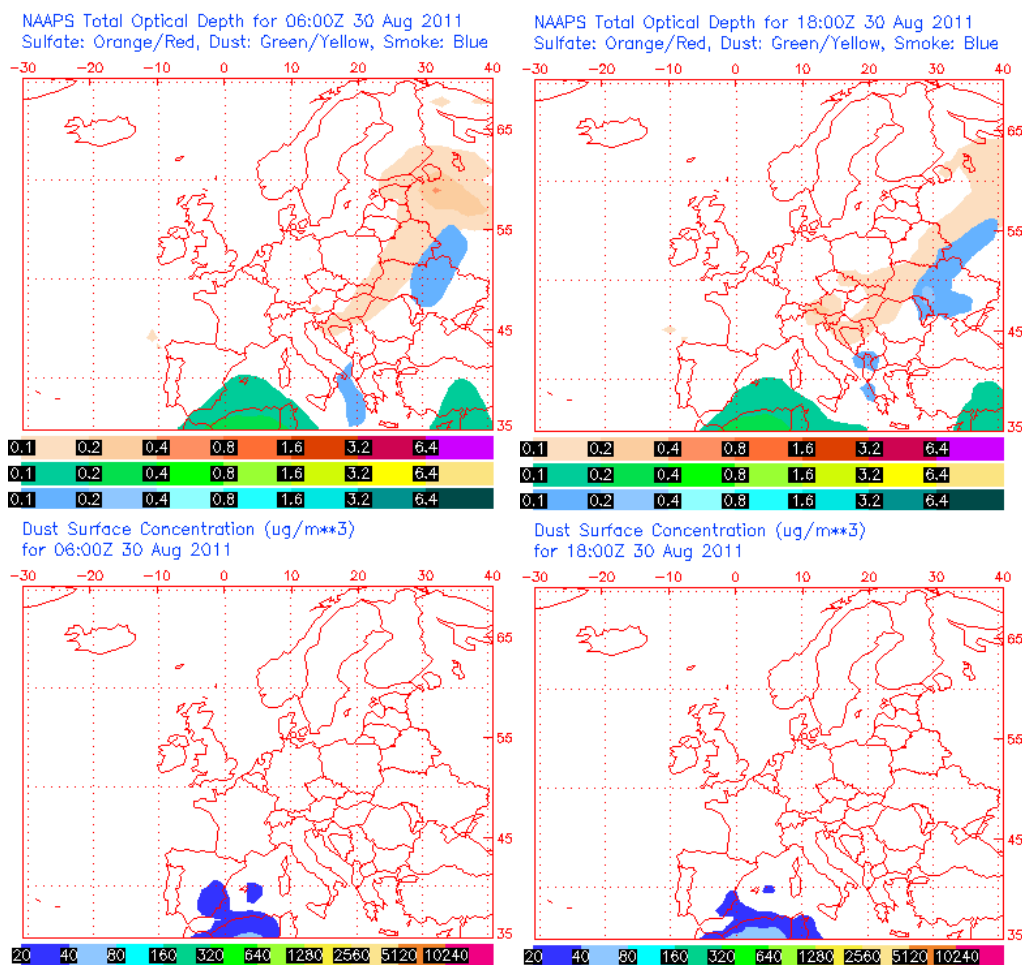 NAAPS Total Optical Depth for 06:00Z 30 Aug 2011
Sulfate: Orange/Red, Dust: Green/Yellow, Smoke: Blue
-30 -20 -10 0 10 20 30 40
65
55
45
35
0.1 0.2 0.4 0.8 1.6 3.2 6.4
0.1 0.2 0.4 0.8 1.6 3.2 6.4
0.1 0.2 0.4 0.8 1.6 3.2 6.4
NAAPS Total Optical Depth for 18:00Z 30 Aug 2011
Sulfate: Orange/Red, Dust: Green/Yellow, Smoke: Blue
-30 -20 -10 0 10 20 30 40
65
55
45
35
0.1 0.2 0.4 0.8 1.6 3.2 6.4
0.1 0.2 0.4 0.8 1.6 3.2 6.4
0.1 0.2 0.4 0.8 1.6 3.2 6.4
Dust Surface Concentration (ug/m**3)
for 06:00Z 30 Aug 2011
-30 -20 -10 0 10 20 30 40
65
55
45
35
20 40 80 160 320 640 1280 2560 5120 10240
Dust Surface Concentration (ug/m**3)
for 18:00Z 30 Aug 2011
-30 -20 -10 0 10 20 30 40
65
55
45
35
20 40 80 160 320 640 1280 2560 5120 10240